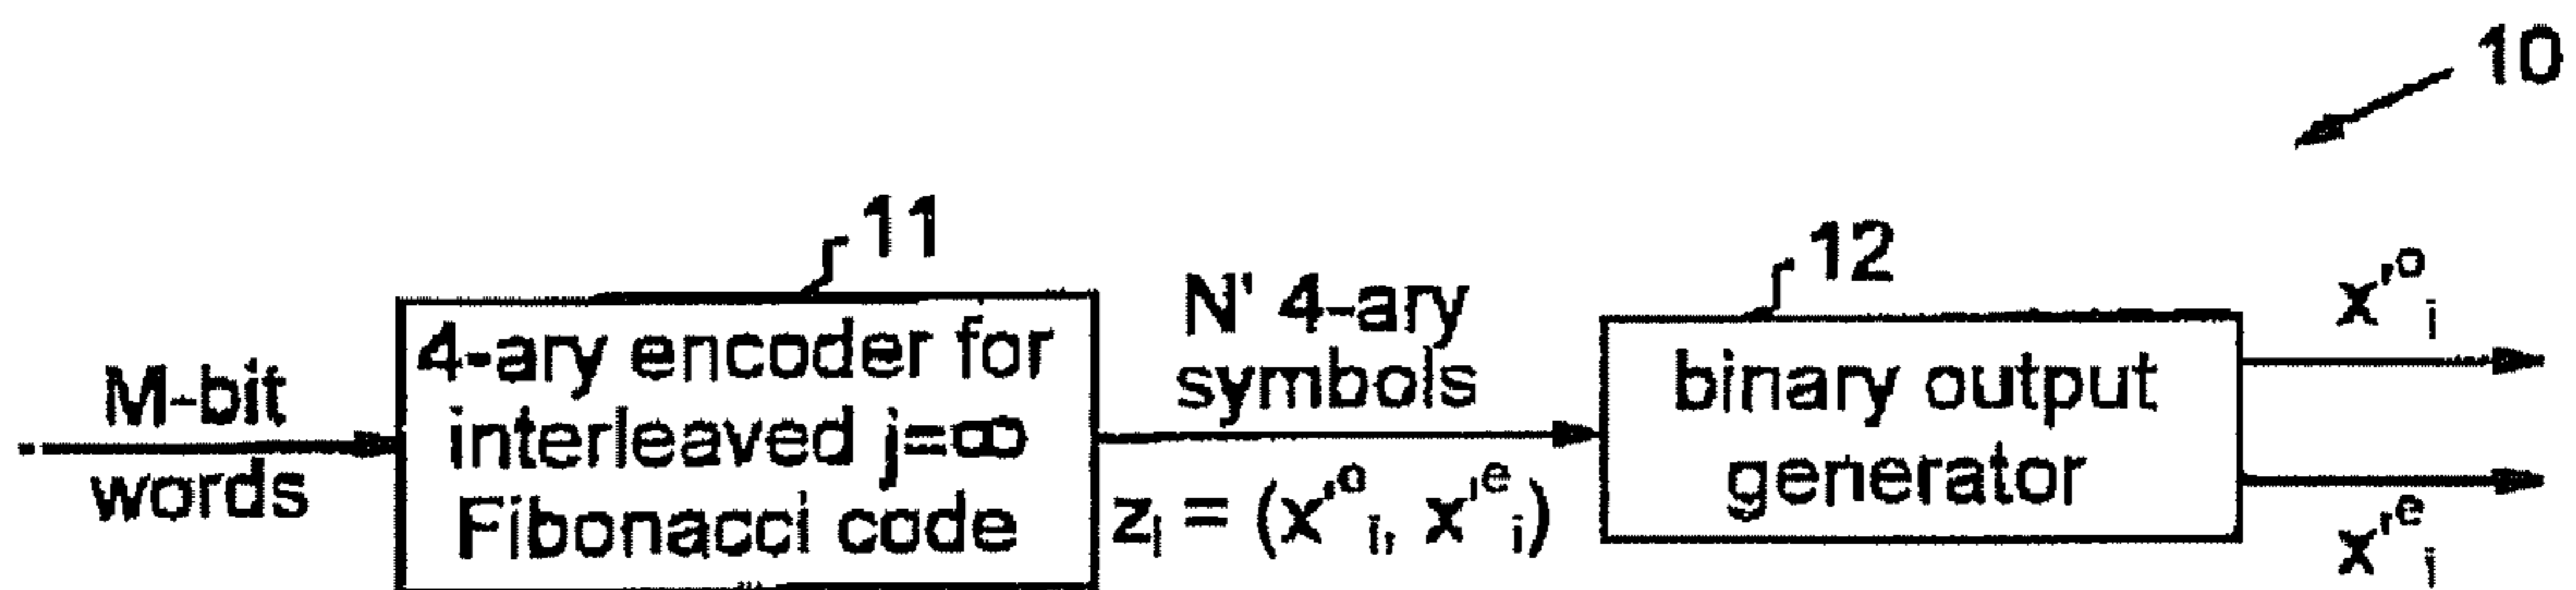 10
11
12
M-bit
words
4-ary encoder for
interleaved j=∞
Fibonacci code
N' 4-ary
symbols
z_i = (x'^o_i, x'^e_i)
binary output
generator
x'^o_i
x'^e_i